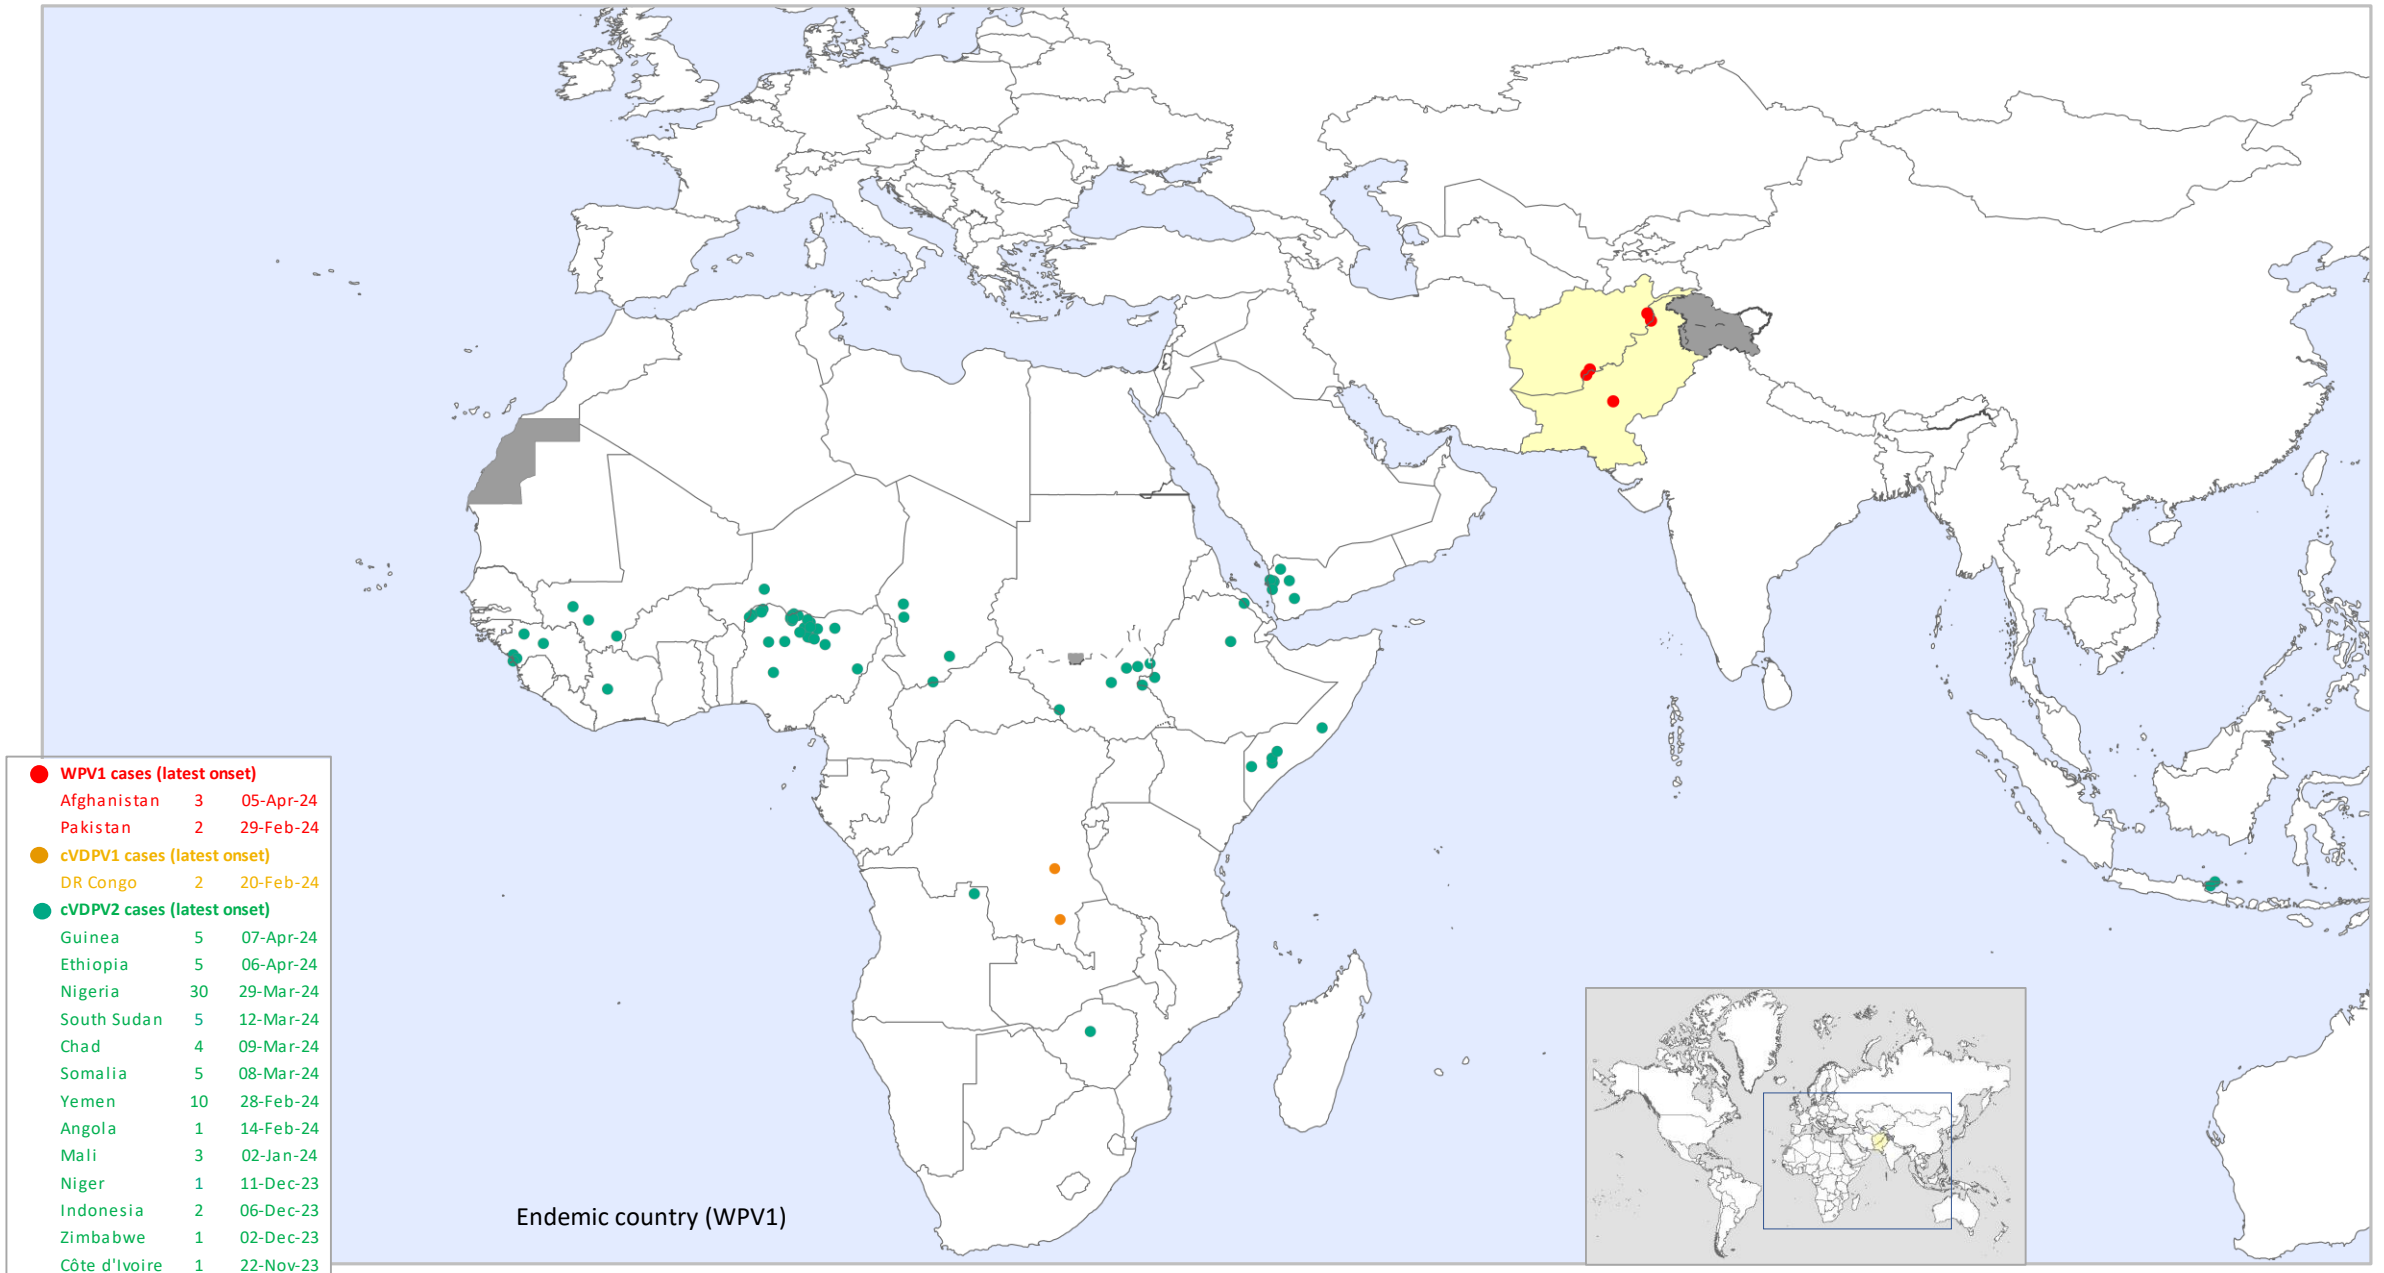 WPV1 cases (latest onset)
Afghanistan 3 05-Apr-24
Pakistan 2 29-Feb-24
cVDPV1 cases (latest onset)
DR Congo 2 20-Feb-24
cVDPV2 cases (latest onset)
Guinea 5 07-Apr-24
Ethiopia 5 06-Apr-24
Nigeria 30 29-Mar-24
South Sudan 5 12-Mar-24
Chad 4 09-Mar-24
Somalia 5 08-Mar-24
Yemen 10 28-Feb-24
Angola 1 14-Feb-24
Mali 3 02-Jan-24
Niger 1 11-Dec-23
Indonesia 2 06-Dec-23
Zimbabwe 1 02-Dec-23
Côte d'Ivoire 1 22-Nov-23
Endemic country (WPV1)